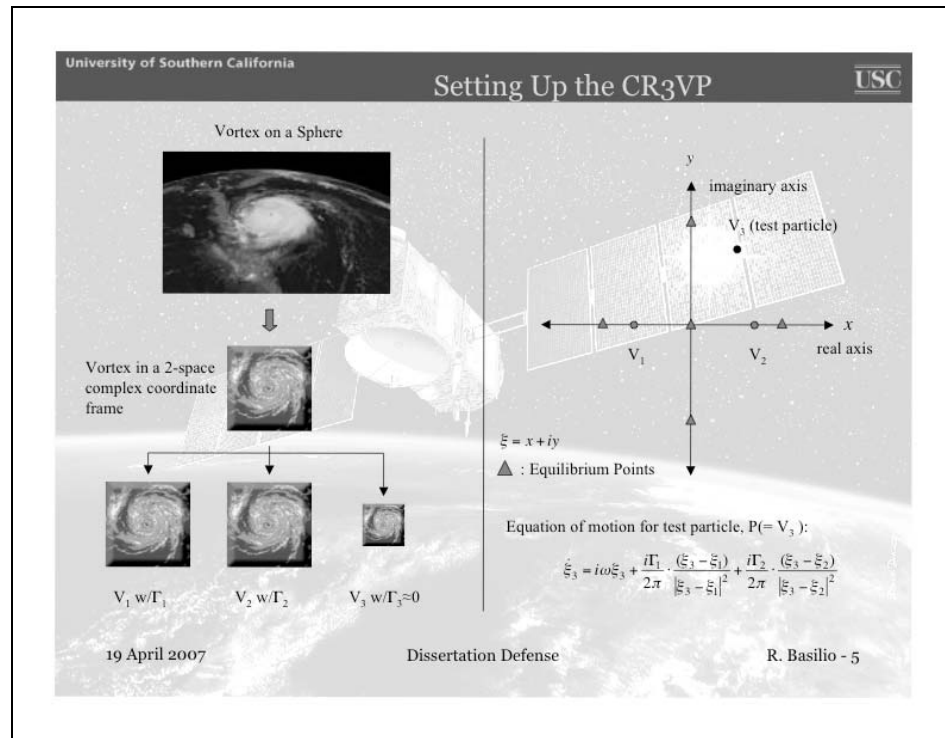 University of Southern California
Setting Up the CR3VP
USC
Vortex on a Sphere
Vortex in a 2-space
complex coordinate
frame
V₁ w/Γ₁
V₂ w/Γ₂
V₃ w/Γ₃≈0
y
imaginary axis
V₃ (test particle)
x
real axis
V₁
V₂
ξ = x + iy
: Equilibrium Points
Equation of motion for test particle, P(= V₃ ):
ξ̇₃ = iωξ₃ + iΓ₁/2π · (ξ₃ − ξ₁)/|ξ₃ − ξ₁|² + iΓ₂/2π · (ξ₃ − ξ₂)/|ξ₃ − ξ₂|²
19 April 2007
Dissertation Defense
R. Basilio - 5